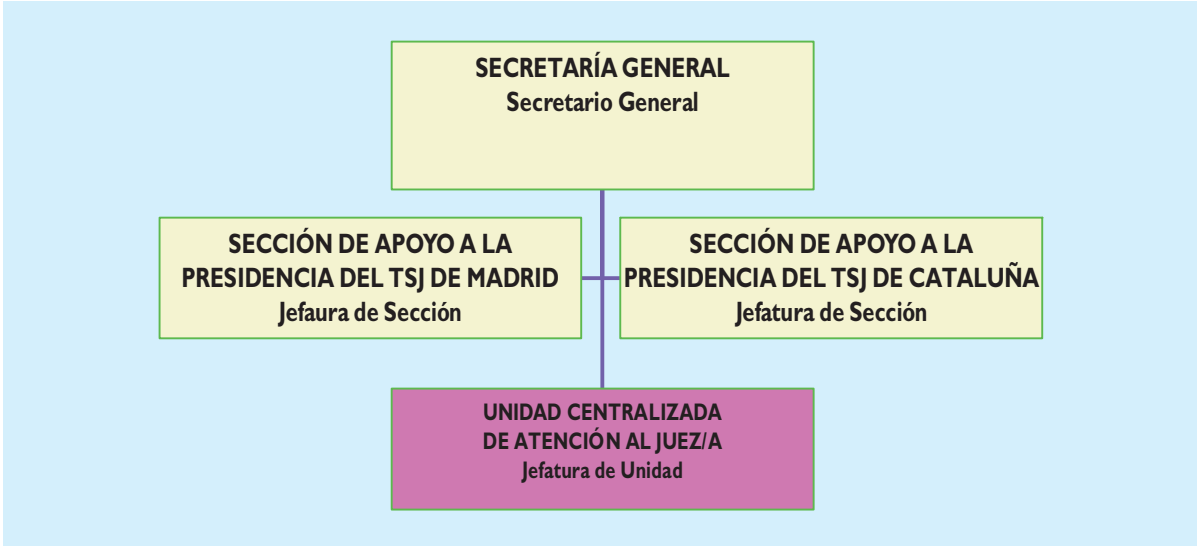 SECRETARÍA GENERAL
Secretario General
SECCIÓN DE APOYO A LA
PRESIDENCIA DEL TSJ DE MADRID
Jefaura de Sección
SECCIÓN DE APOYO A LA
PRESIDENCIA DEL TSJ DE CATALUÑA
Jefatura de Sección
UNIDAD CENTRALIZADA
DE ATENCIÓN AL JUEZ/A
Jefatura de Unidad